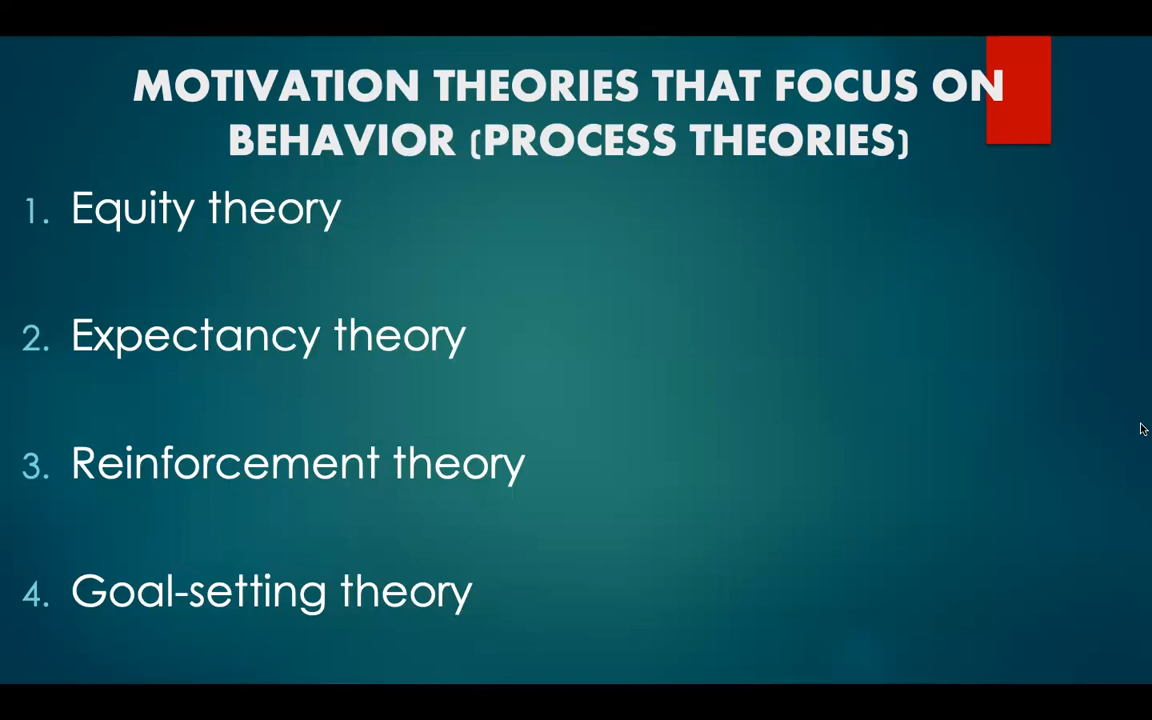 MOTIVATION THEORIES THAT FOCUS ON
BEHAVIOR (PROCESS THEORIES)
1. Equity theory
2. Expectancy theory
3. Reinforcement theory
4. Goal-setting theory